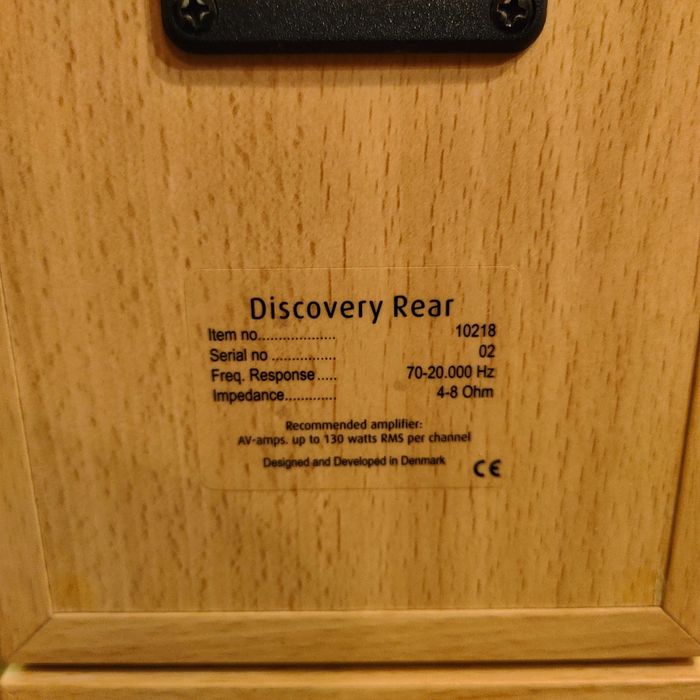 Discovery Rear
Item no.................... 10218
Serial no ................ 02
Freq. Response ..... 70-20.000 Hz
Impedance............. 4-8 Ohm
Recommended amplifier:
AV-amps. up to 130 watts RMS per channel
Designed and Developed in Denmark CE